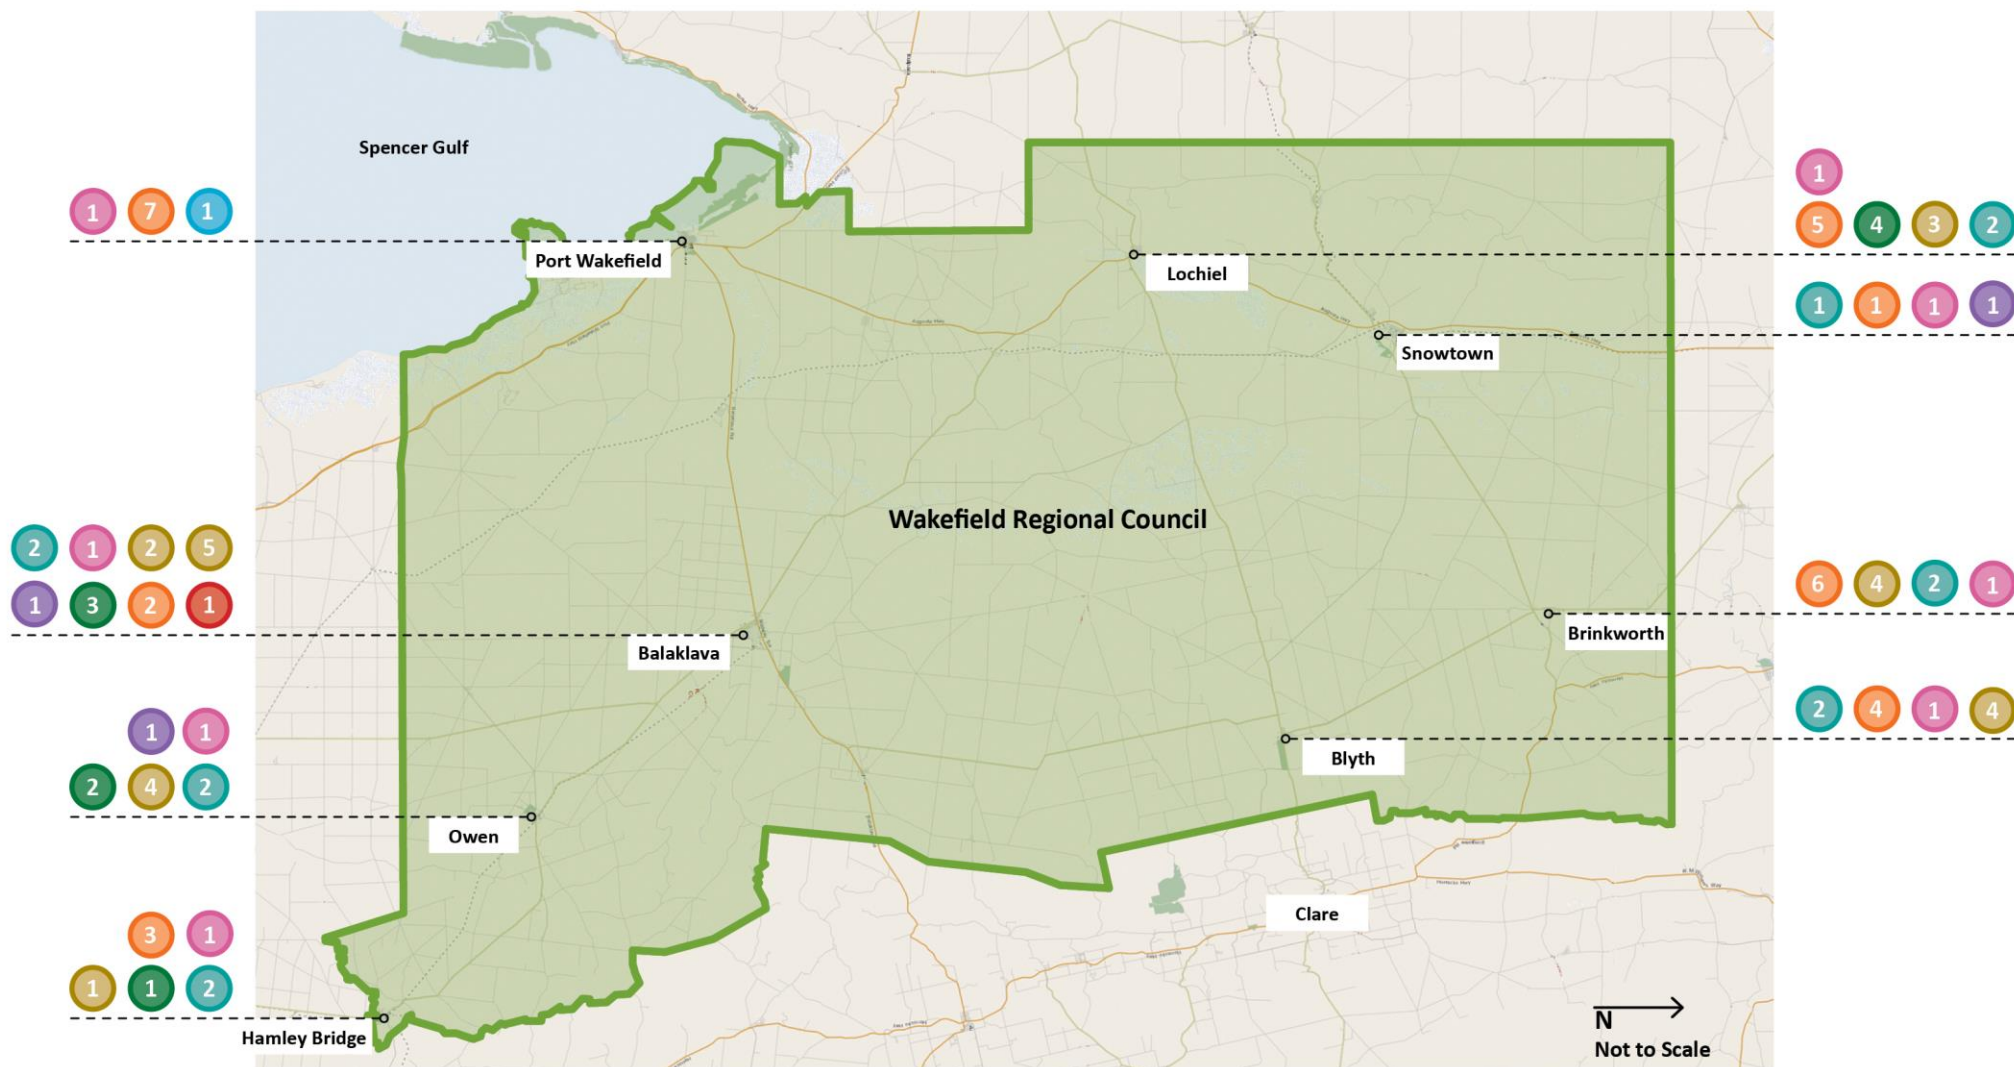 Spencer Gulf
1 7 1
Port Wakefield
1
5 4 3 2
Lochiel
1 1 1 1
Snowtown
Wakefield Regional Council
2 1 2 5
1 3 2 1
Balaklava
6 4 2 1
Brinkworth
2 4 1 4
Blyth
1 1
2 4 2
Owen
Clare
3 1
1 1 2
Hamley Bridge
N
Not to Scale